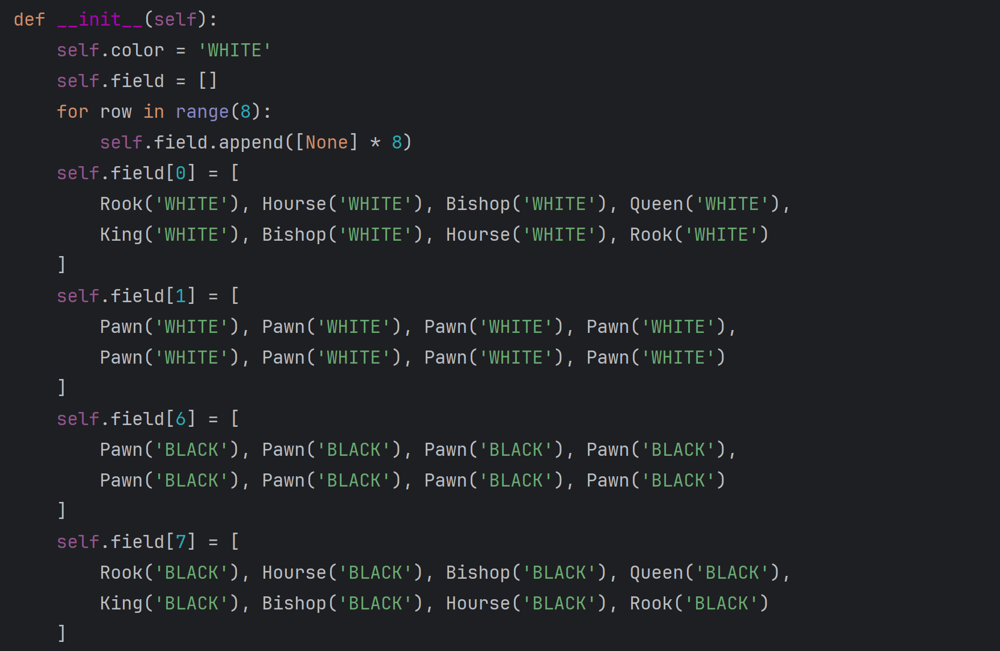 def __init__(self):
    self.color = 'WHITE'
    self.field = []
    for row in range(8):
        self.field.append([None] * 8)
    self.field[0] = [
        Rook('WHITE'), Hourse('WHITE'), Bishop('WHITE'), Queen('WHITE'),
        King('WHITE'), Bishop('WHITE'), Hourse('WHITE'), Rook('WHITE')
    ]
    self.field[1] = [
        Pawn('WHITE'), Pawn('WHITE'), Pawn('WHITE'), Pawn('WHITE'),
        Pawn('WHITE'), Pawn('WHITE'), Pawn('WHITE'), Pawn('WHITE')
    ]
    self.field[6] = [
        Pawn('BLACK'), Pawn('BLACK'), Pawn('BLACK'), Pawn('BLACK'),
        Pawn('BLACK'), Pawn('BLACK'), Pawn('BLACK'), Pawn('BLACK')
    ]
    self.field[7] = [
        Rook('BLACK'), Hourse('BLACK'), Bishop('BLACK'), Queen('BLACK'),
        King('BLACK'), Bishop('BLACK'), Hourse('BLACK'), Rook('BLACK')
    ]